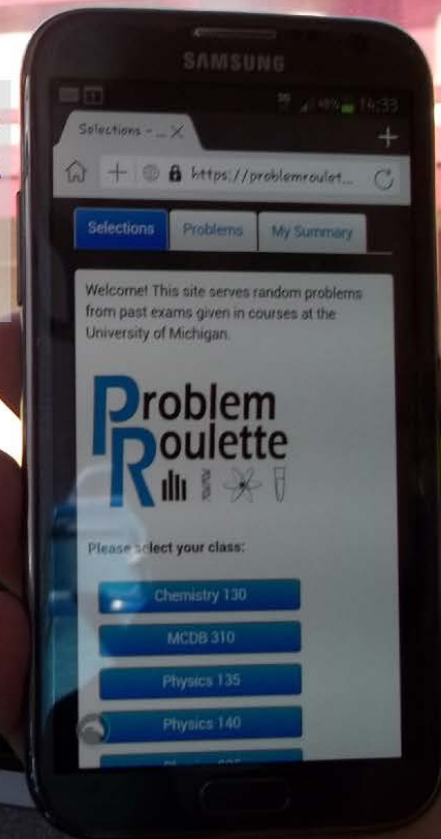 SAMSUNG
14:33
Selections - ...
https://problemroulet...
Selections
Problems
My Summary
Welcome! This site serves random problems
from past exams given in courses at the
University of Michigan.
Problem
Roulette
Please select your class:
Chemistry 130
MCDB 310
Physics 135
Physics 140